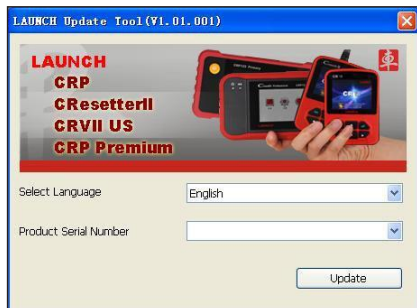 LAUNCH Update Tool(V1.01.001)
LAUNCH
CRP
CResetterII
CRVII US
CRP Premium
Select Language
English
Product Serial Number
Update